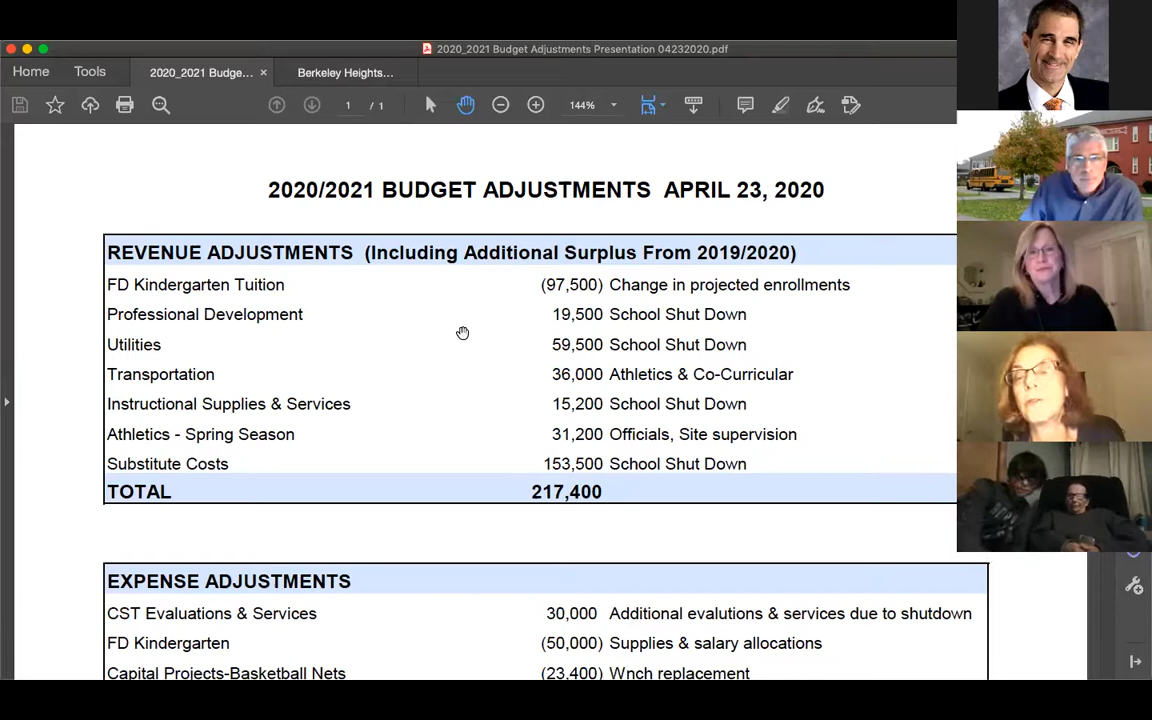 2020_2021 Budget Adjustments Presentation 04232020.pdf
Home Tools 2020_2021 Budge... × Berkeley Heights...
1 / 1 144%
2020/2021 BUDGET ADJUSTMENTS APRIL 23, 2020
REVENUE ADJUSTMENTS (Including Additional Surplus From 2019/2020)
FD Kindergarten Tuition (97,500) Change in projected enrollments
Professional Development 19,500 School Shut Down
Utilities 59,500 School Shut Down
Transportation 36,000 Athletics & Co-Curricular
Instructional Supplies & Services 15,200 School Shut Down
Athletics - Spring Season 31,200 Officials, Site supervision
Substitute Costs 153,500 School Shut Down
TOTAL 217,400
EXPENSE ADJUSTMENTS
CST Evaluations & Services 30,000 Additional evalutions & services due to shutdown
FD Kindergarten (50,000) Supplies & salary allocations
Capital Projects-Basketball Nets (23,400) Wnch replacement